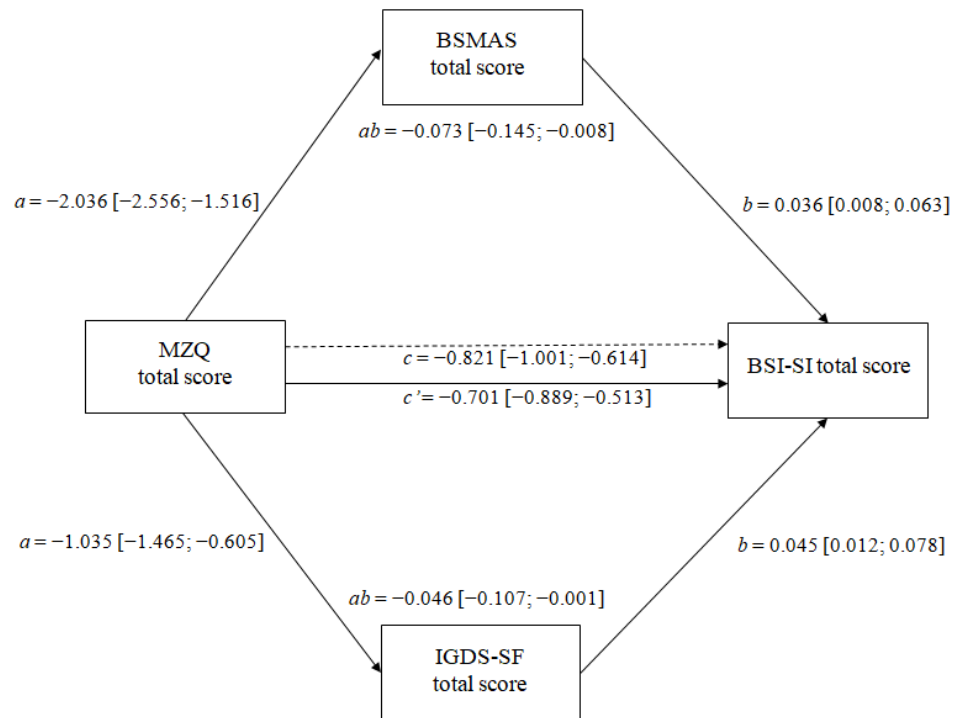 BSMAS
total score
ab = −0.073 [−0.145; −0.008]
a = −2.036 [−2.556; −1.516]
b = 0.036 [0.008; 0.063]
MZQ
total score
c = −0.821 [−1.001; −0.614]
BSI-SI total score
c’= −0.701 [−0.889; −0.513]
a = −1.035 [−1.465; −0.605]
b = 0.045 [0.012; 0.078]
ab = −0.046 [−0.107; −0.001]
IGDS-SF
total score